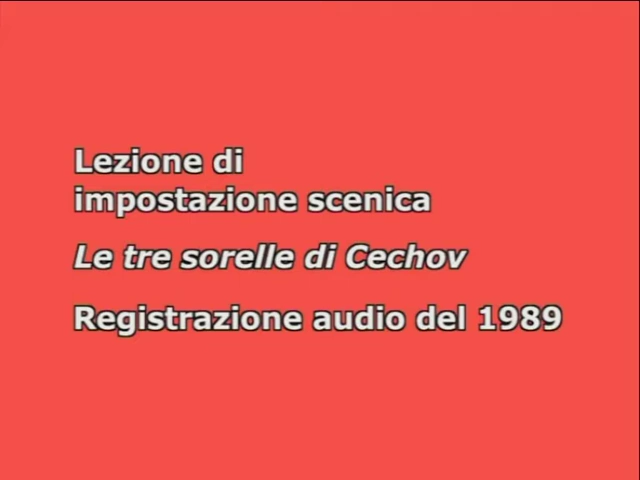 Lezione di
impostazione scenica
Le tre sorelle di Cechov
Registrazione audio del 1989